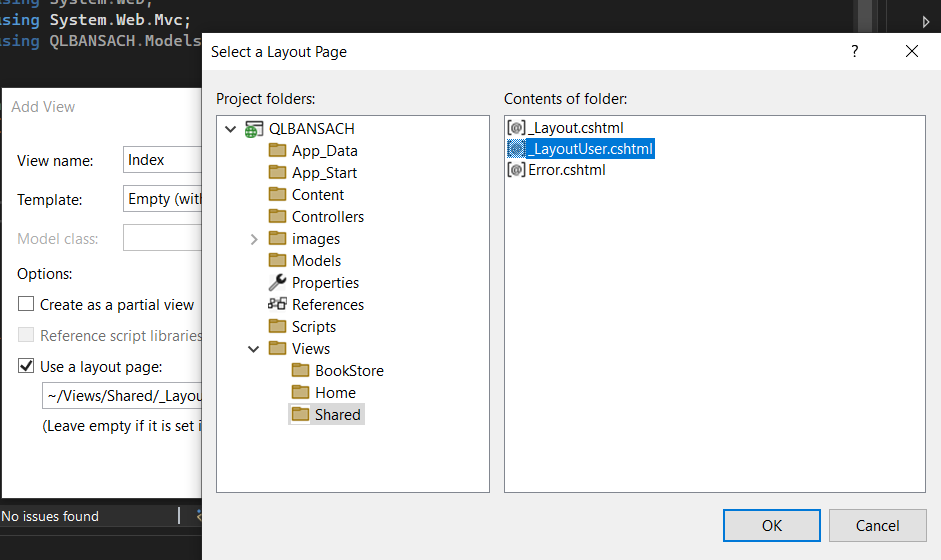 using System.Web;
using System.Web.Mvc;
using QLBANSACH.Models
Select a Layout Page
?
Add View
View name:
Index
Template:
Empty (with
Model class:
Options:
Create as a partial view
Reference script libraries
Use a layout page:
~/Views/Shared/_Layou
(Leave empty if it is set i
No issues found
Project folders:
QLBANSACH
App_Data
App_Start
Content
Controllers
images
Models
Properties
References
Scripts
Views
BookStore
Home
Shared
Contents of folder:
_Layout.cshtml
_LayoutUser.cshtml
Error.cshtml
OK
Cancel